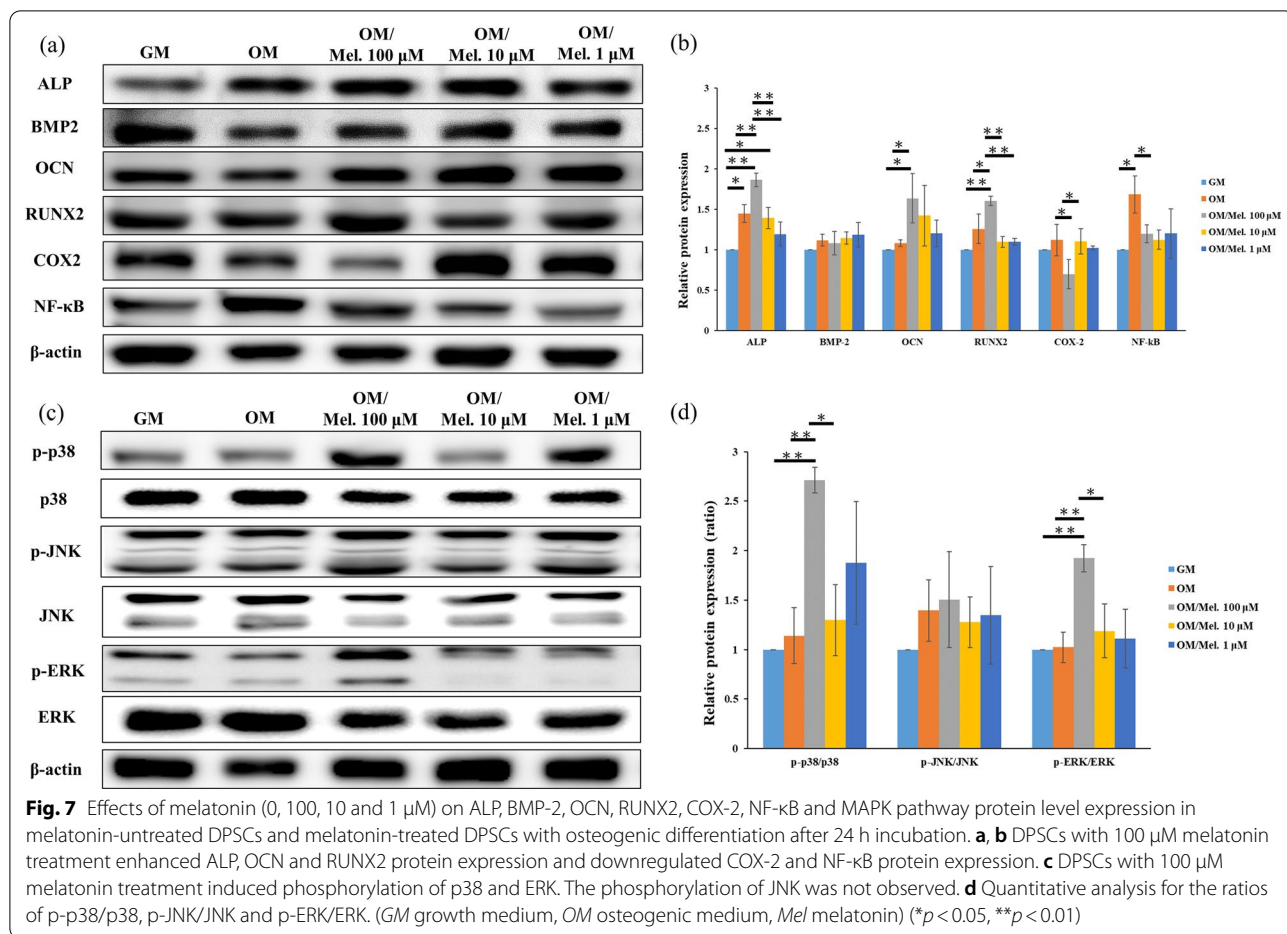 (a)
GM OM OM/ Mel. 100 μM OM/ Mel. 10 μM OM/ Mel. 1 μM
ALP
BMP2
OCN
RUNX2
COX2
NF-κB
β-actin
(b)
Relative protein expression
3
2.5
2
1.5
1
0.5
0
** ** ** * ** *
* * *
** ** * **
* *
* *
ALP BMP-2 OCN RUNX2 COX-2 NF-kB
GM
OM
OM/Mel. 100 μM
OM/Mel. 10 μM
OM/Mel. 1 μM
(c)
GM OM OM/ Mel. 100 μM OM/ Mel. 10 μM OM/ Mel. 1 μM
p-p38
p38
p-JNK
JNK
p-ERK
ERK
β-actin
(d)
Relative protein expression (ratio)
3
2.5
2
1.5
1
0.5
0
* ** **
* ** **
p-p38/p38 p-JNK/JNK p-ERK/ERK
GM
OM
OM/Mel. 100 μM
OM/Mel. 10 μM
OM/Mel. 1 μM
Fig. 7 Effects of melatonin (0, 100, 10 and 1 μM) on ALP, BMP-2, OCN, RUNX2, COX-2, NF-κB and MAPK pathway protein level expression in
melatonin-untreated DPSCs and melatonin-treated DPSCs with osteogenic differentiation after 24 h incubation. a, b DPSCs with 100 μM melatonin
treatment enhanced ALP, OCN and RUNX2 protein expression and downregulated COX-2 and NF-κB protein expression. c DPSCs with 100 μM
melatonin treatment induced phosphorylation of p38 and ERK. The phosphorylation of JNK was not observed. d Quantitative analysis for the ratios
of p-p38/p38, p-JNK/JNK and p-ERK/ERK. (GM growth medium, OM osteogenic medium, Mel melatonin) (*p < 0.05, **p < 0.01)